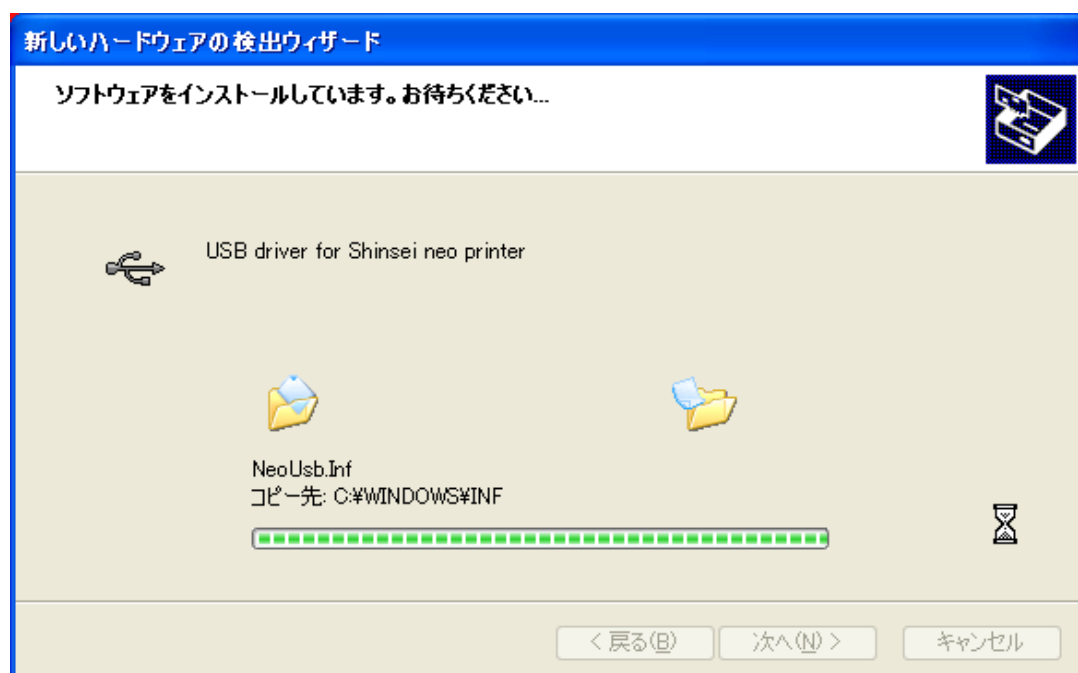 新しいハードウェアの検出ウィザード
ソフトウェアをインストールしています。お待ちください...
USB driver for Shinsei neo printer
NeoUsb.Inf
コピー先: C:¥WINDOWS¥INF
< 戻る(B) 次へ(N) > キャンセル